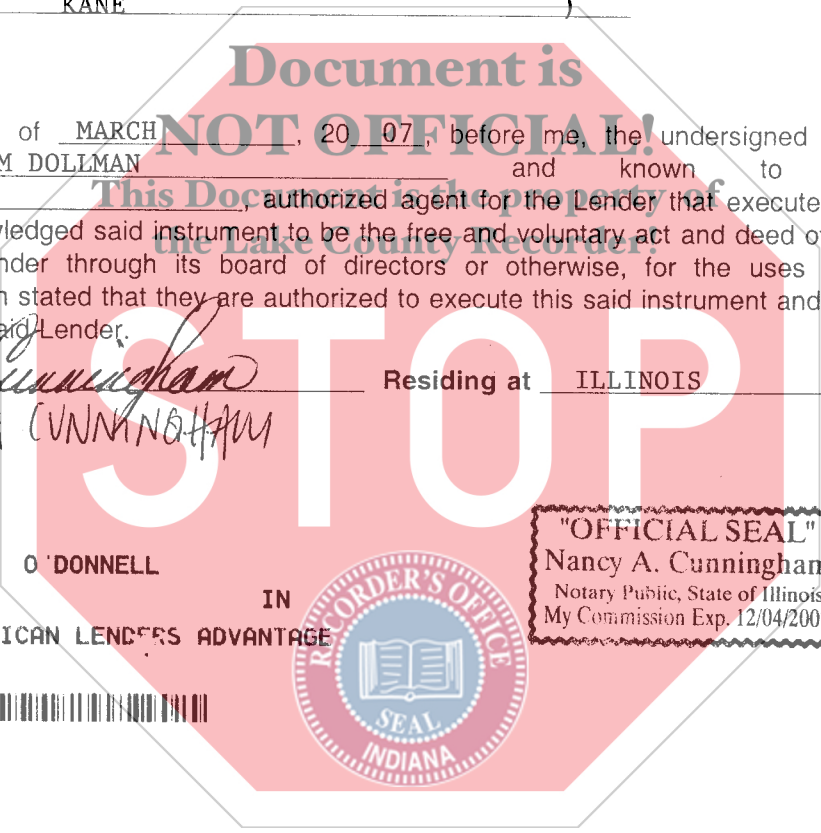 KANE )
Document is
NOT OFFICIAL!
This Document is the property of
the Lake County Recorder!
of MARCH , 20 07, before me, the undersigned
M DOLLMAN and known to
, authorized agent for the Lender that execute
ledged said instrument to be the free and voluntary act and deed of
nder through its board of directors or otherwise, for the uses
n stated that they are authorized to execute this said instrument and
aid Lender.
Cunningham Residing at ILLINOIS
CUNNINGHAM
STOP
"OFFICIAL SEAL"
Nancy A. Cunningham
Notary Public, State of Illinois
My Commission Exp. 12/04/200
O'DONNELL
IN
ICAN LENDERS ADVANTAGE
RECORDER'S OFFICE
SEAL
INDIANA